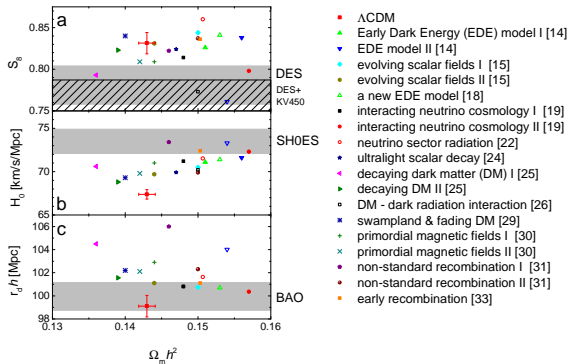 S₈
0.85
0.80
0.75
a
DES
DES+
KV450
H₀ [km/s/Mpc]
75
70
65
b
SH0ES
r_d h [Mpc]
106
104
102
100
98
c
BAO
0.13
0.14
0.15
0.16
Ω_m h²
ΛCDM
Early Dark Energy (EDE) model I [14]
EDE model II [14]
evolving scalar fields I [15]
evolving scalar fields II [15]
a new EDE model [18]
interacting neutrino cosmology I [19]
interacting neutrino cosmology II [19]
neutrino sector radiation [22]
ultralight scalar decay [24]
decaying dark matter (DM) I [25]
decaying DM II [25]
DM - dark radiation interaction [26]
swampland & fading DM [29]
primordial magnetic fields I [30]
primordial magnetic fields II [30]
non-standard recombination I [31]
non-standard recombination II [31]
early recombination [33]